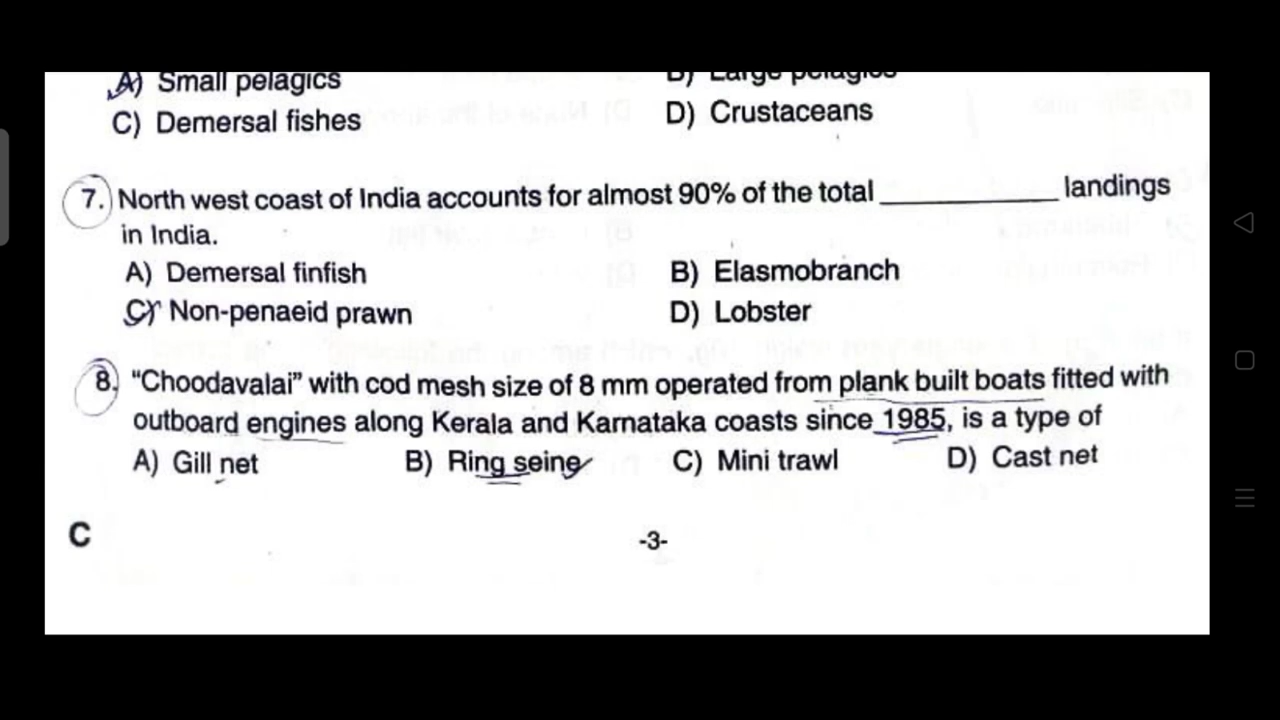 A) Small pelagics B) Large pelagics
C) Demersal fishes D) Crustaceans
7. North west coast of India accounts for almost 90% of the total ____________ landings
in India.
A) Demersal finfish B) Elasmobranch
C) Non-penaeid prawn D) Lobster
8. “Choodavalai” with cod mesh size of 8 mm operated from plank built boats fitted with
outboard engines along Kerala and Karnataka coasts since 1985, is a type of
A) Gill net B) Ring seine C) Mini trawl D) Cast net
C -3-